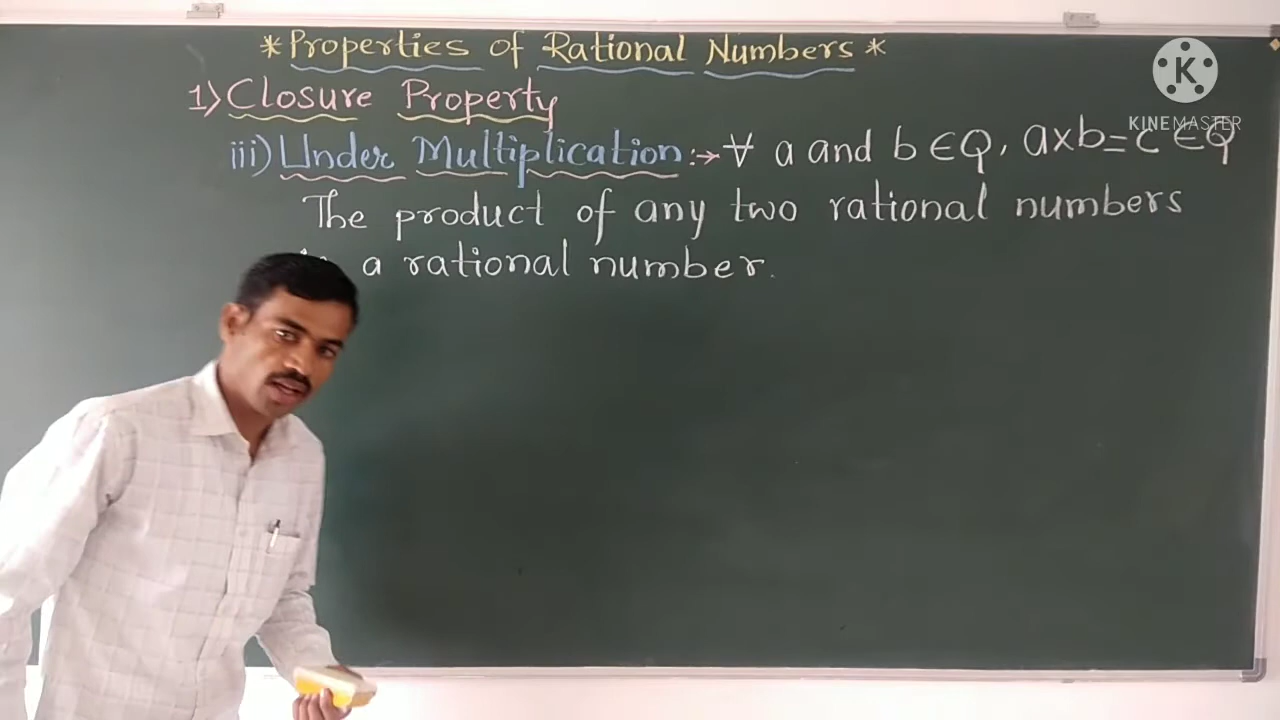 *Properties of Rational Numbers*
1) Closure Property
iii) Under Multiplication :→ ∀ a and b ∈ Q, a×b=c ∈ Q
The product of any two rational numbers
a rational number.
K
KINEMASTER